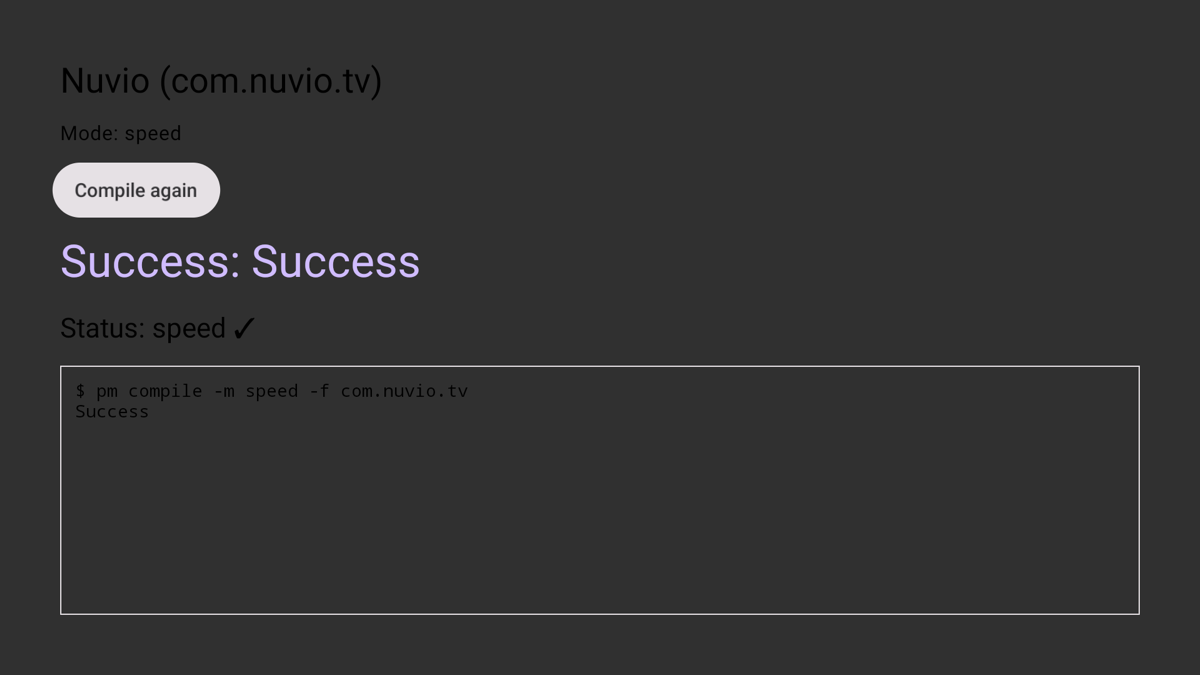 Nuvio (com.nuvio.tv)
Mode: speed
Compile again
Success: Success
Status: speed ✓
$ pm compile -m speed -f com.nuvio.tv
Success